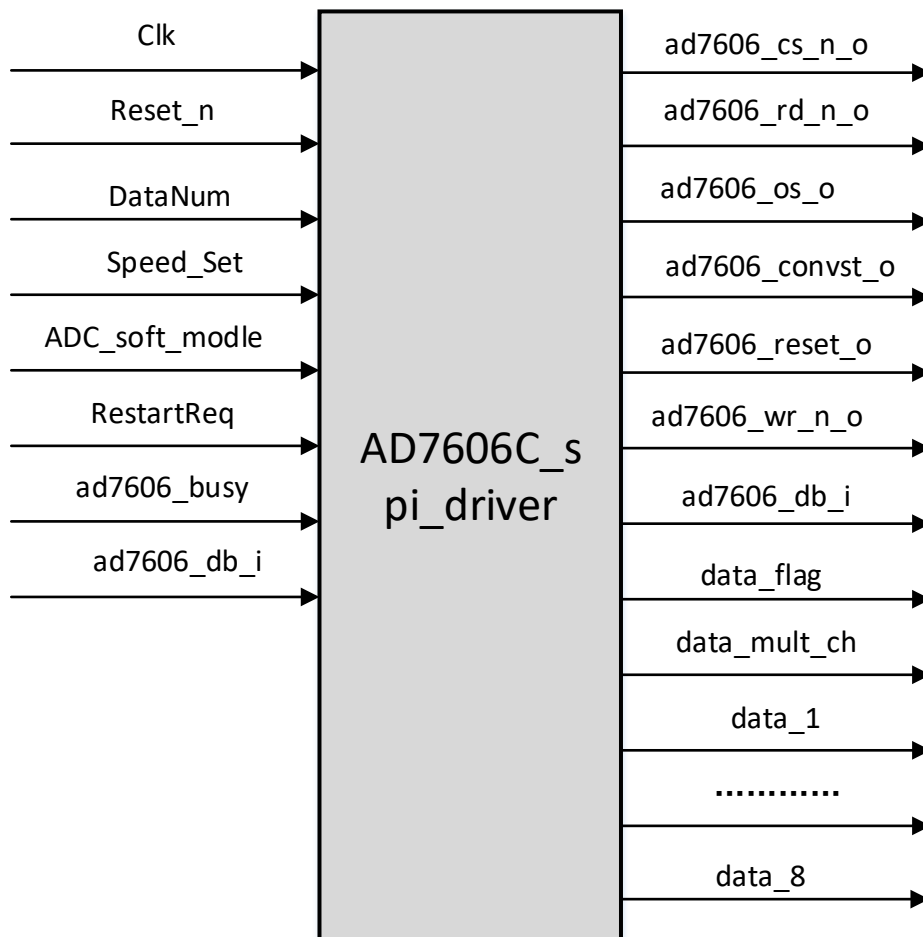 Clk
Reset_n
DataNum
Speed_Set
ADC_soft_modle
RestartReq
ad7606_busy
ad7606_db_i
AD7606C_s
pi_driver
ad7606_cs_n_o
ad7606_rd_n_o
ad7606_os_o
ad7606_convst_o
ad7606_reset_o
ad7606_wr_n_o
ad7606_db_i
data_flag
data_mult_ch
data_1
…………
data_8